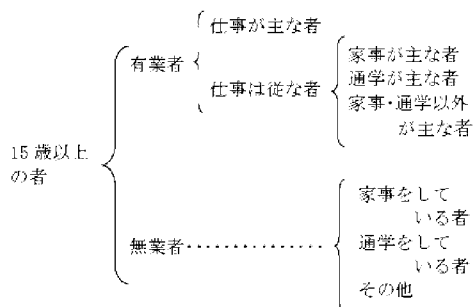 15歳以上
の者
有業者
仕事が主な者
仕事は従な者
家事が主な者
通学が主な者
家事・通学以外
が主な者
無業者・・・・・・・・・・・・・・・
家事をして
いる者
通学をして
いる者
その他